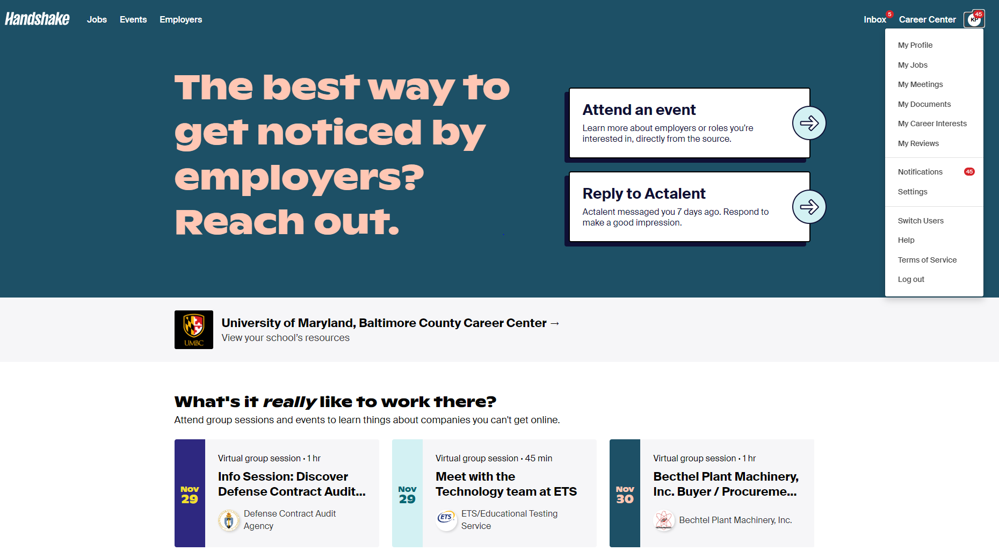 Handshake
Jobs
Events
Employers
Inbox
5
Career Center
45
KP
My Profile
My Jobs
My Meetings
My Documents
My Career Interests
My Reviews
Notifications
45
Settings
Switch Users
Help
Terms of Service
Log out
The best way to
get noticed by
employers?
Reach out.
Attend an event
Learn more about employers or roles you're
interested in, directly from the source.
Reply to Actalent
Actalent messaged you 7 days ago. Respond to
make a good impression.
UMBC
University of Maryland, Baltimore County Career Center →
View your school's resources
What's it really like to work there?
Attend group sessions and events to learn things about companies you can't get online.
Nov
29
Virtual group session • 1 hr
Info Session: Discover
Defense Contract Audit...
Defense Contract Audit
Agency
Nov
29
Virtual group session • 45 min
Meet with the
Technology team at ETS
ETS
ETS/Educational Testing
Service
Nov
30
Virtual group session • 1 hr
Becthel Plant Machinery,
Inc. Buyer / Procureme...
Bechtel Plant Machinery, Inc.